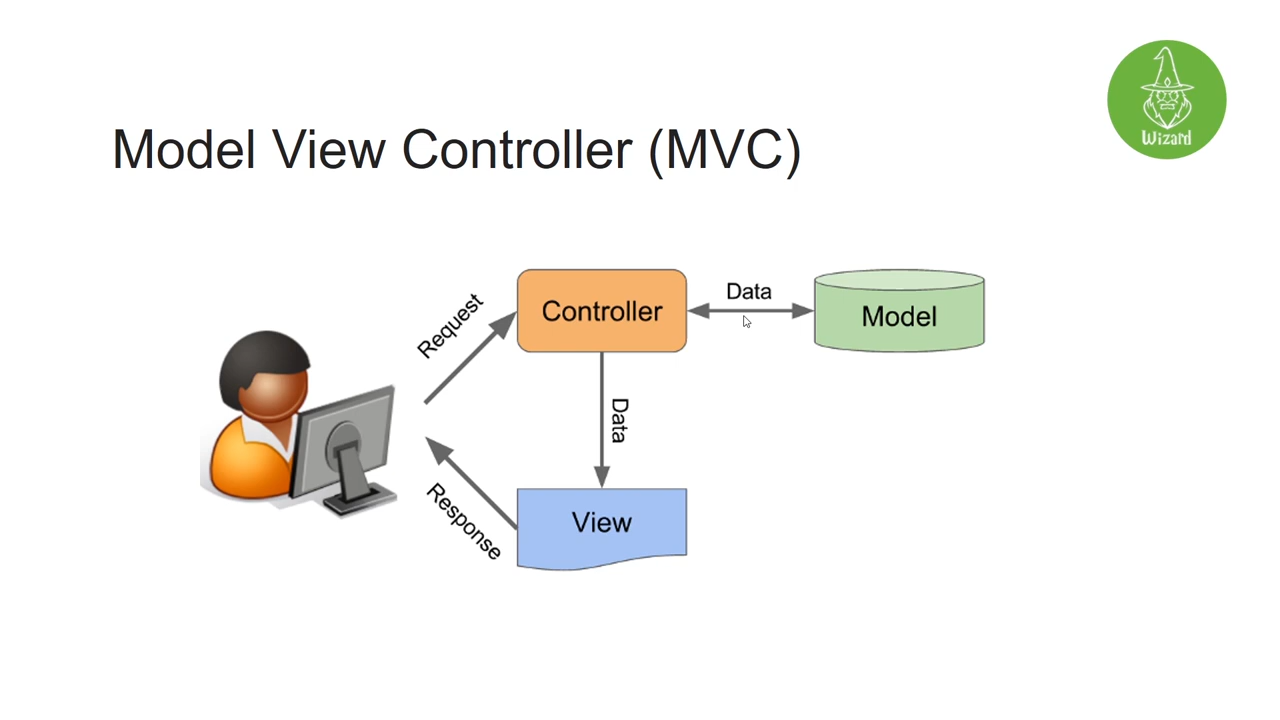 Wizard
Model View Controller (MVC)
Request
Controller
Data
Model
Data
Response
View